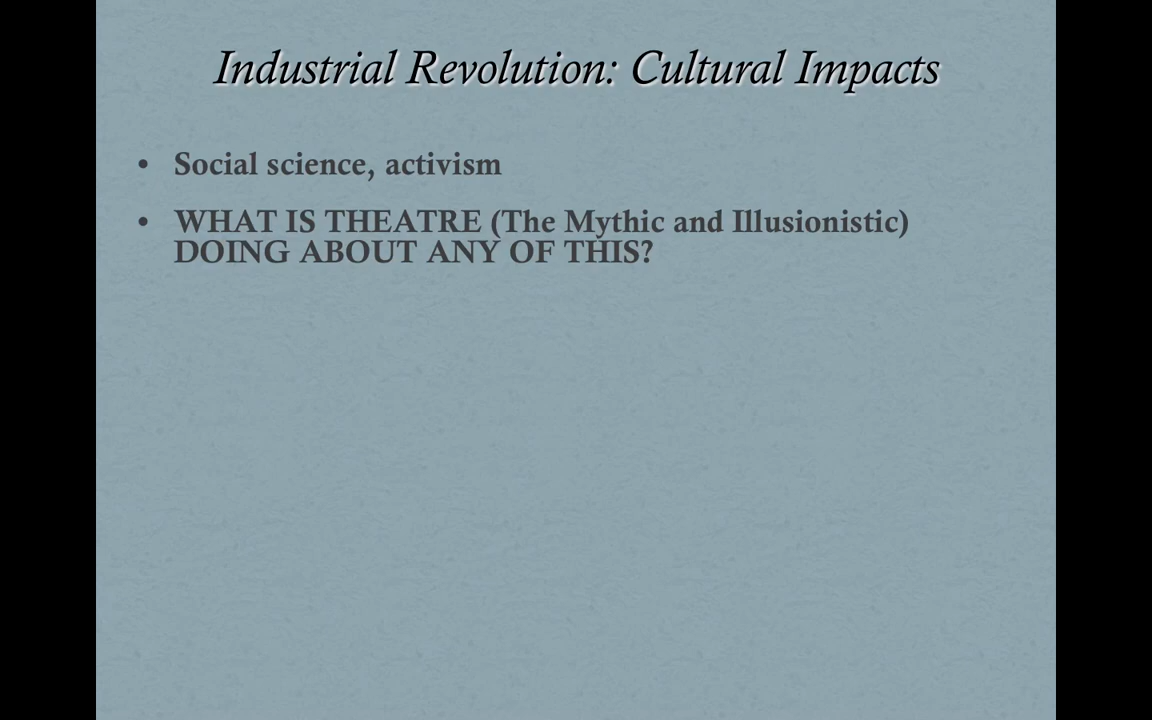 Industrial Revolution: Cultural Impacts
• Social science, activism
• WHAT IS THEATRE (The Mythic and Illusionistic)
DOING ABOUT ANY OF THIS?